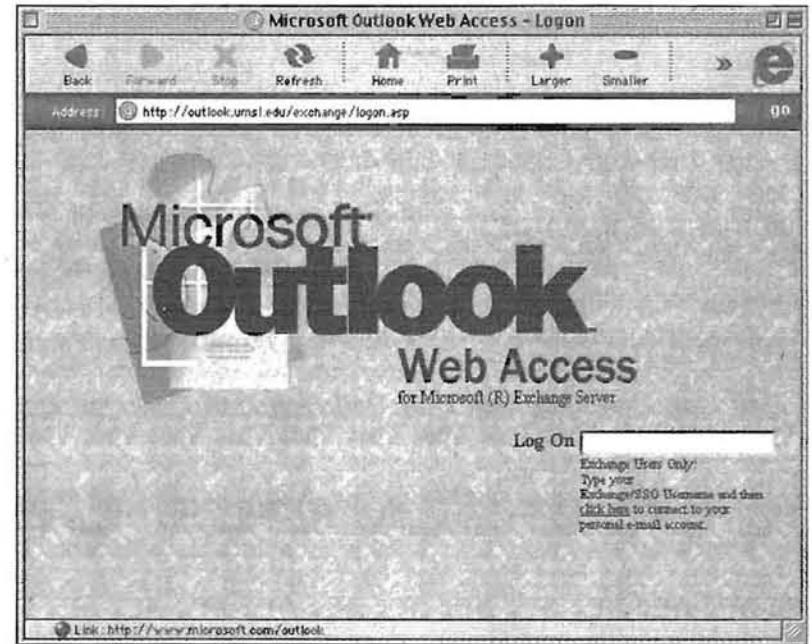 Microsoft Outlook Web Access - Logon
Back Forward Stop Refresh Home Print Larger Smaller »
Address http://outlook.umsl.edu/exchange/logon.asp go
Microsoft
Outlook
Web Access
for Microsoft (R) Exchange Server
Log On
Exchange Users Only!
Type your
Exchange/SSO Username and then
click here to connect to your
personal e-mail account.
Link: http://www.microsoft.com/outlook